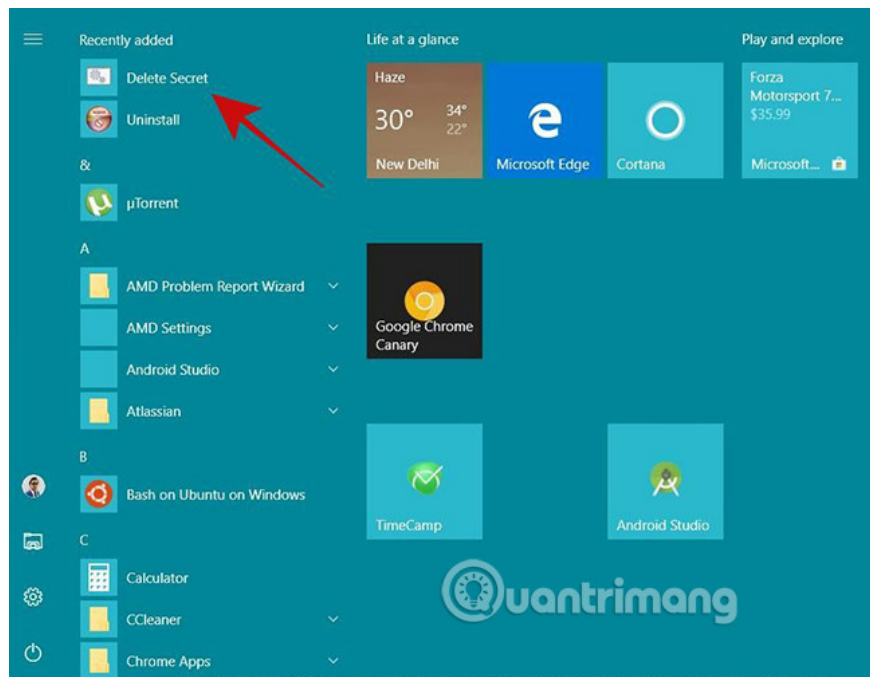 Recently added
Delete Secret
Uninstall
&
µTorrent
A
AMD Problem Report Wizard
AMD Settings
Android Studio
Atlassian
B
Bash on Ubuntu on Windows
C
Calculator
CCleaner
Chrome Apps
Life at a glance
Haze
30° 34°
22°
New Delhi
Microsoft Edge
Cortana
Google Chrome
Canary
TimeCamp
Android Studio
Play and explore
Forza
Motorsport 7...
$35.99
Microsoft...
Quantrimang